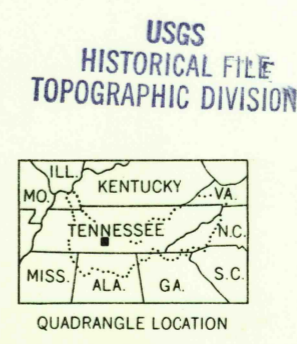 USGS
HISTORICAL FILE
TOPOGRAPHIC DIVISION
ILL.
MO.
KENTUCKY
VA.
TENNESSEE
N.C.
MISS.
ALA.
GA.
S.C.
QUADRANGLE LOCATION